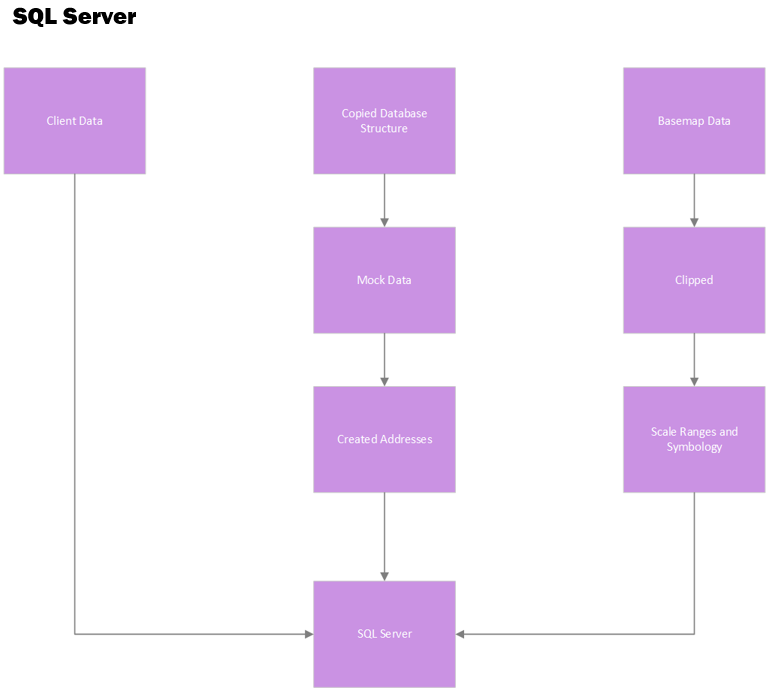 SQL Server
Client Data
Copied Database
Structure
Basemap Data
Mock Data
Clipped
Created Addresses
Scale Ranges and
Symbology
SQL Server